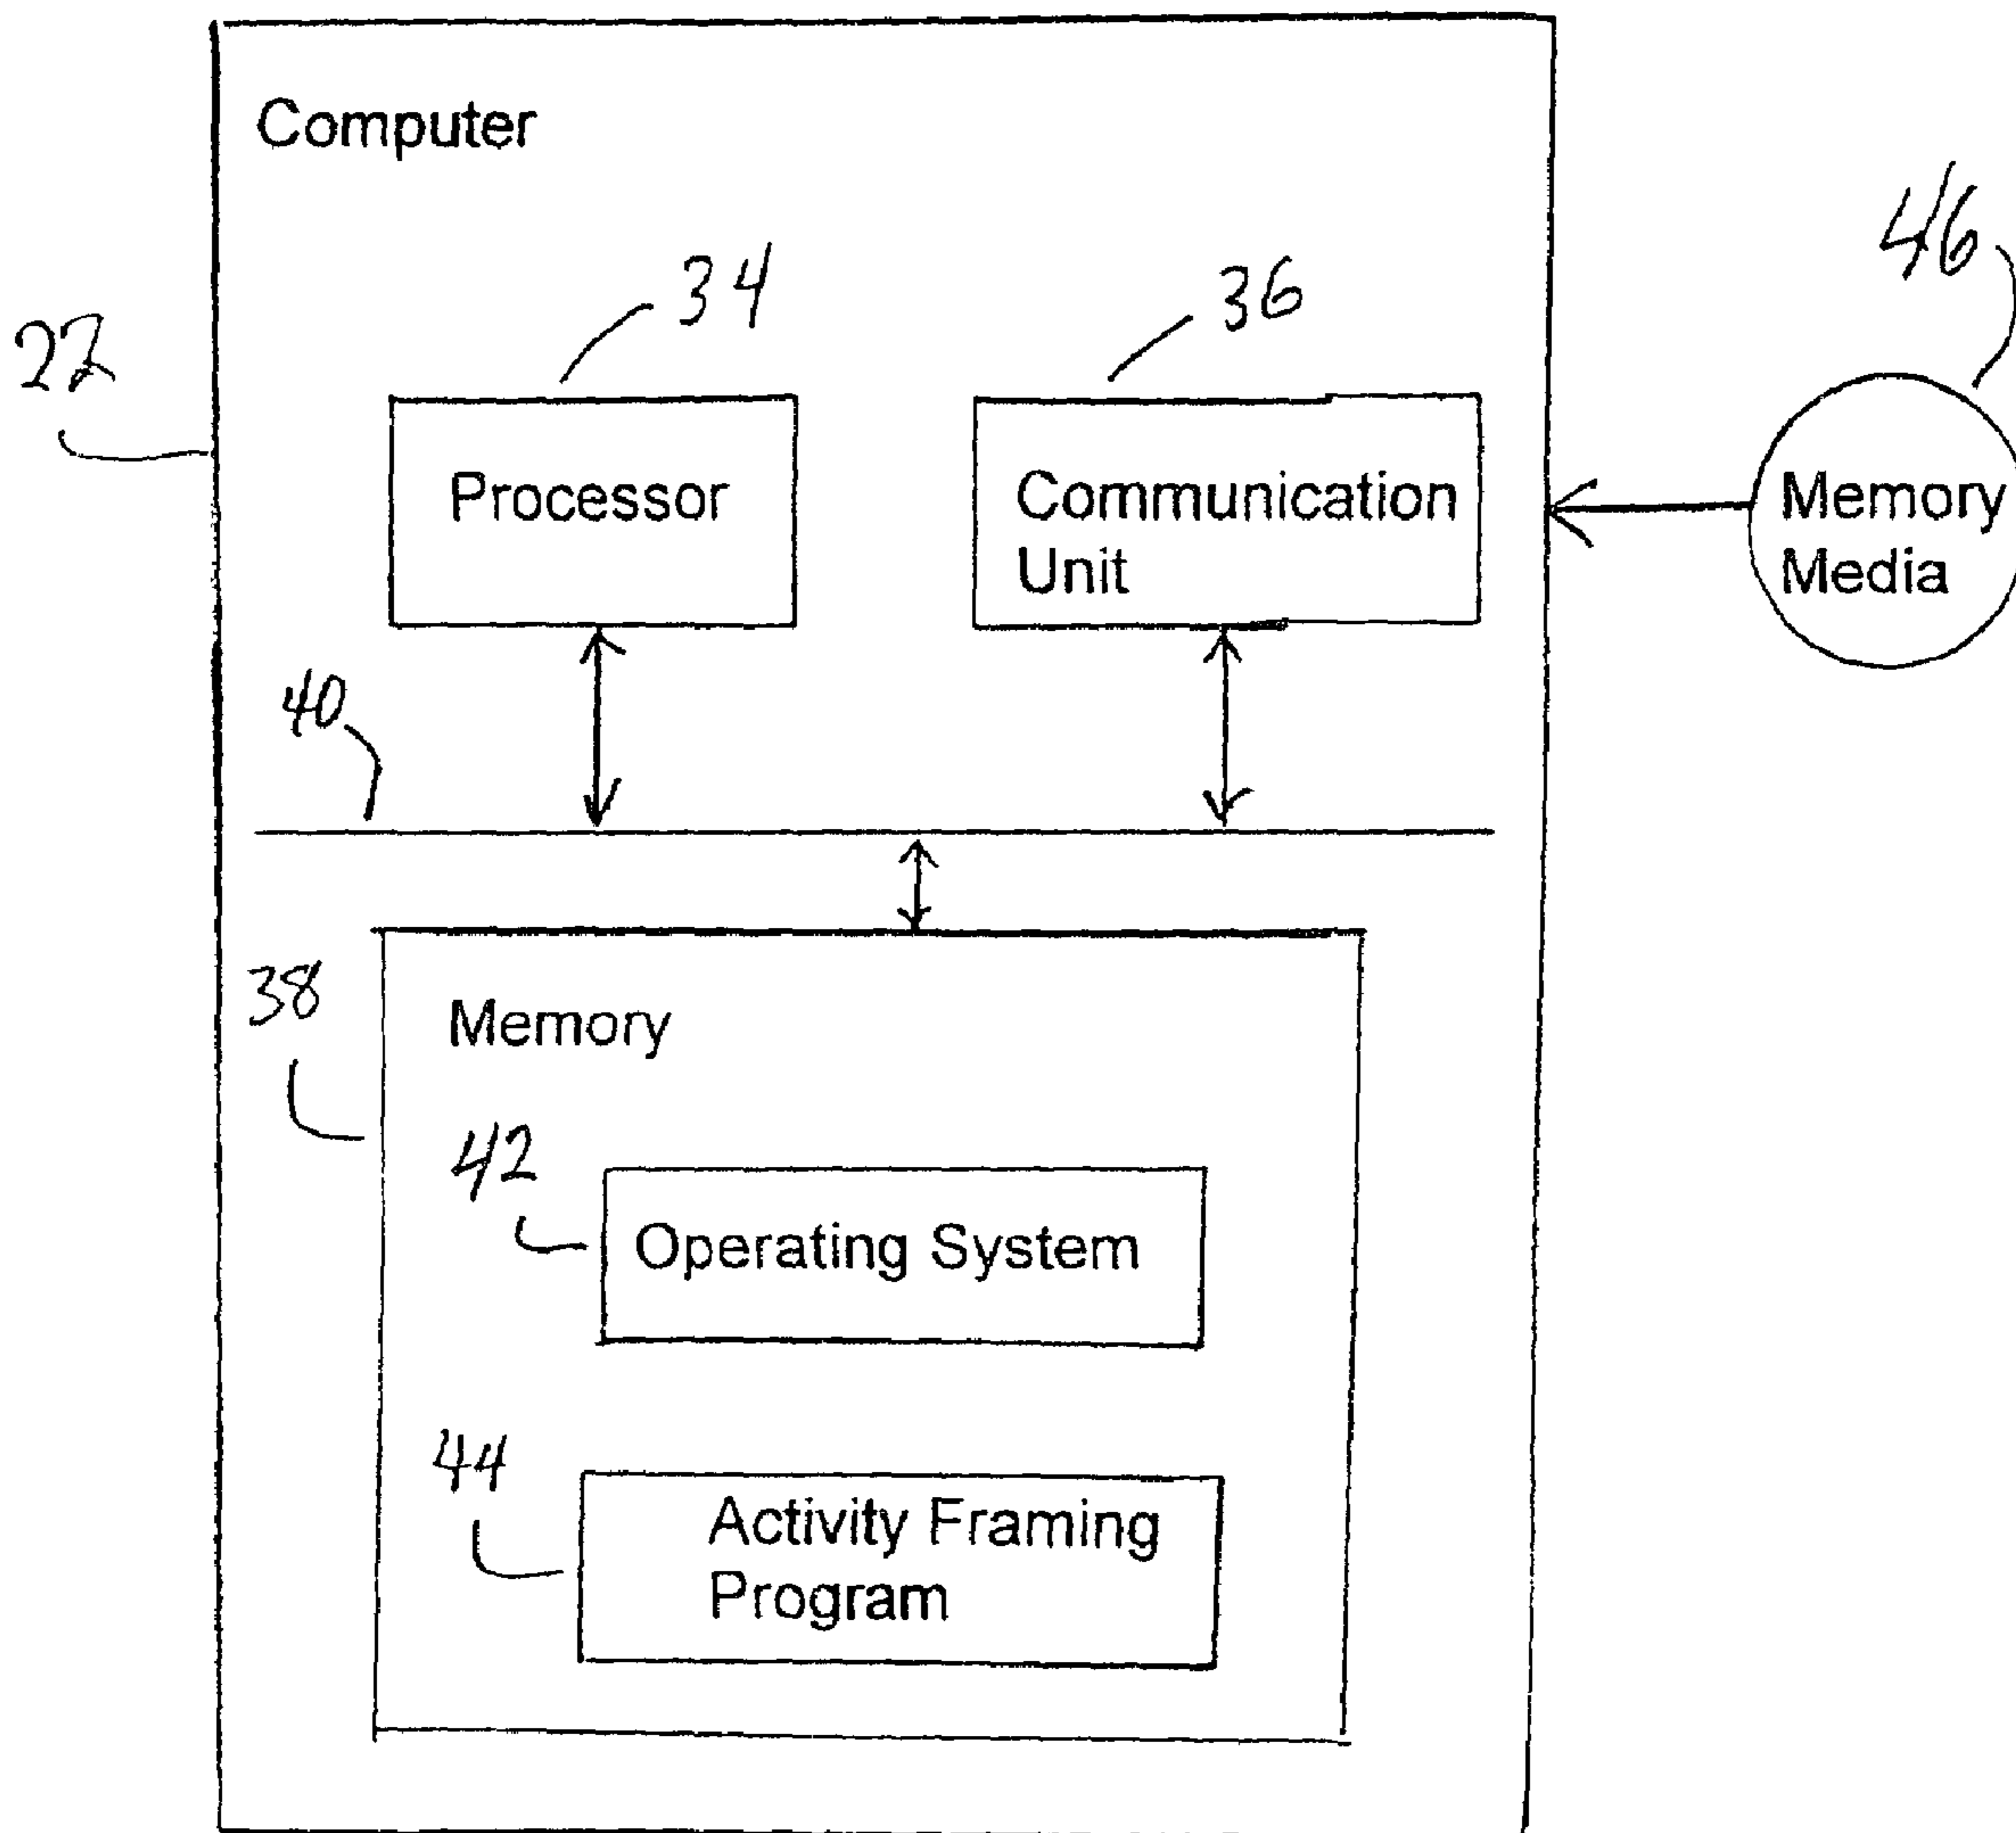 Computer
34
36
46
22
Processor
Communication
Unit
Memory
Media
40
38
Memory
42
Operating System
44
Activity Framing
Program